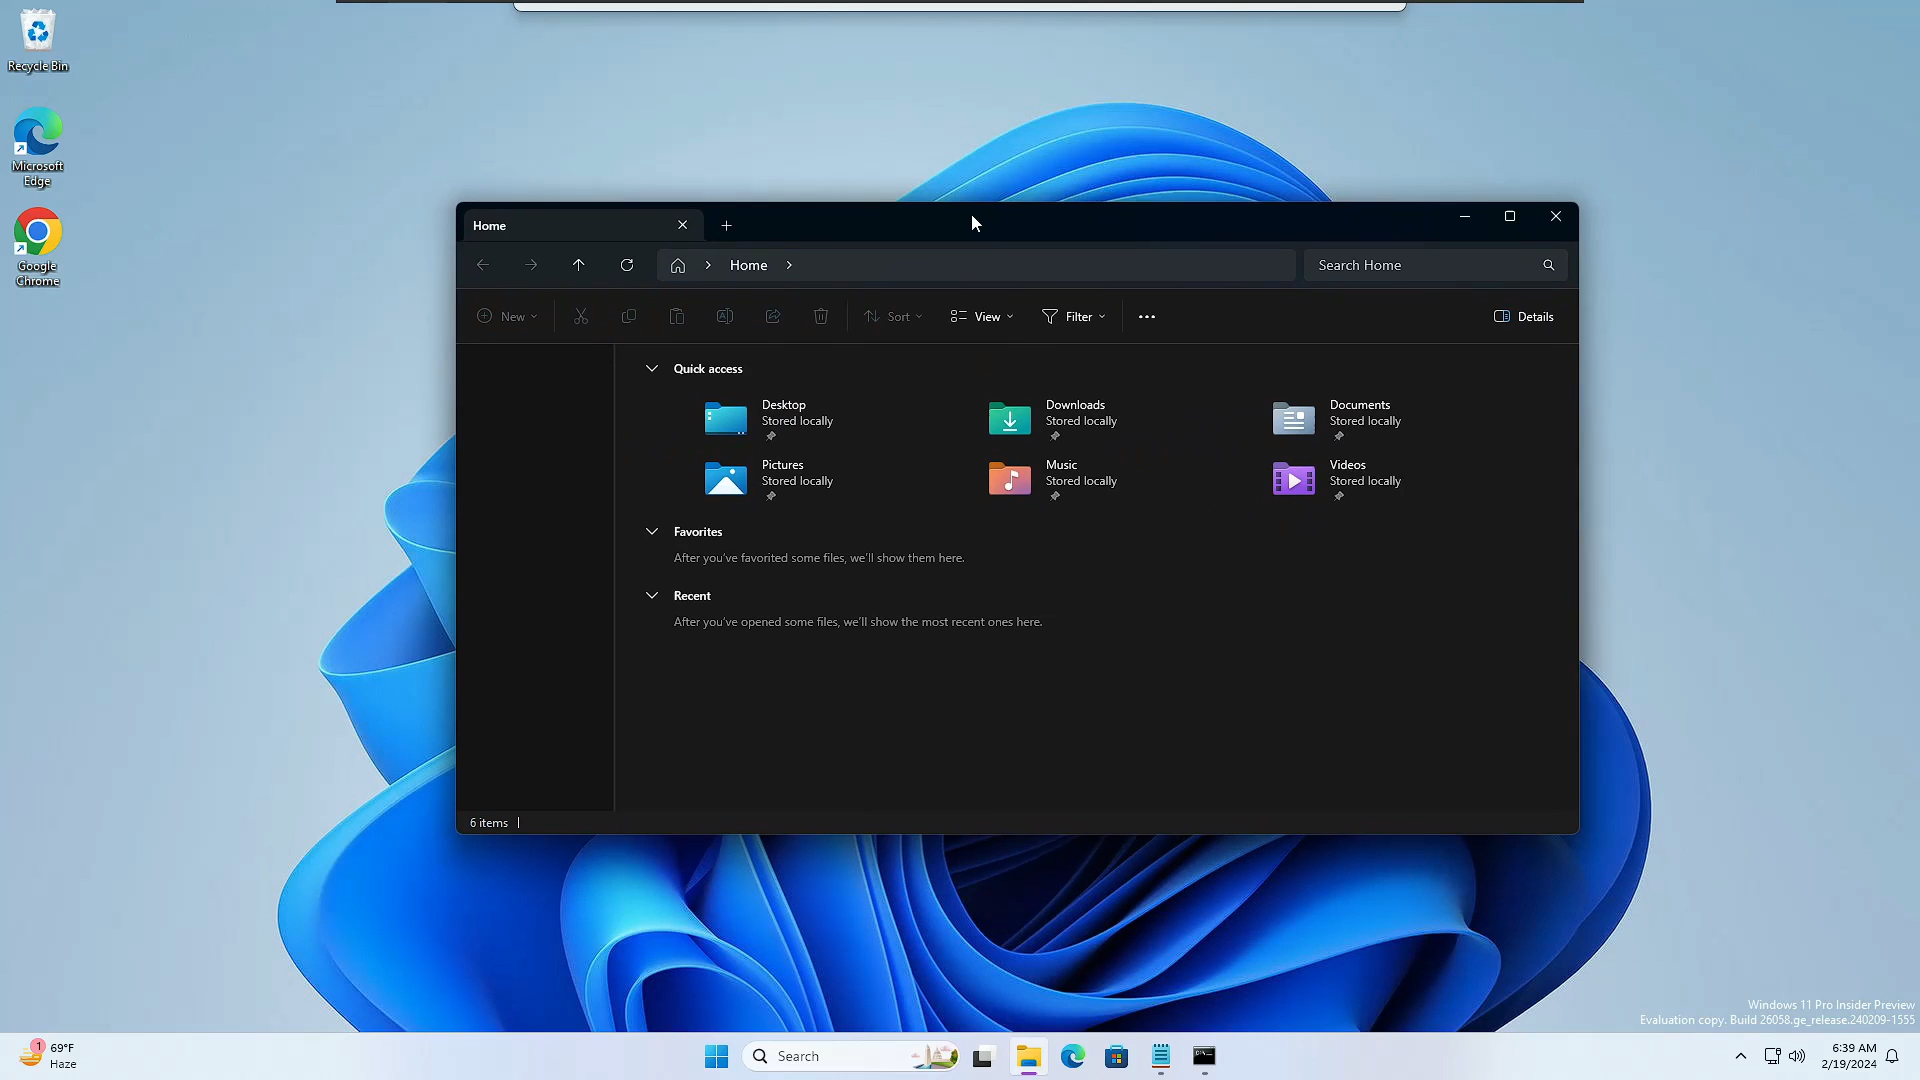 Recycle Bin
Microsoft
Edge
Google
Chrome
Home
Home
Search Home
New
Sort
View
Filter
Details
Quick access
Desktop
Stored locally
Downloads
Stored locally
Documents
Stored locally
Pictures
Stored locally
Music
Stored locally
Videos
Stored locally
Favorites
After you've favorited some files, we'll show them here.
Recent
After you've opened some files, we'll show the most recent ones here.
6 items
Windows 11 Pro Insider Preview
Evaluation copy. Build 26058.ge_release.240209-1555
1
69°F
Haze
Search
6:39 AM
2/19/2024